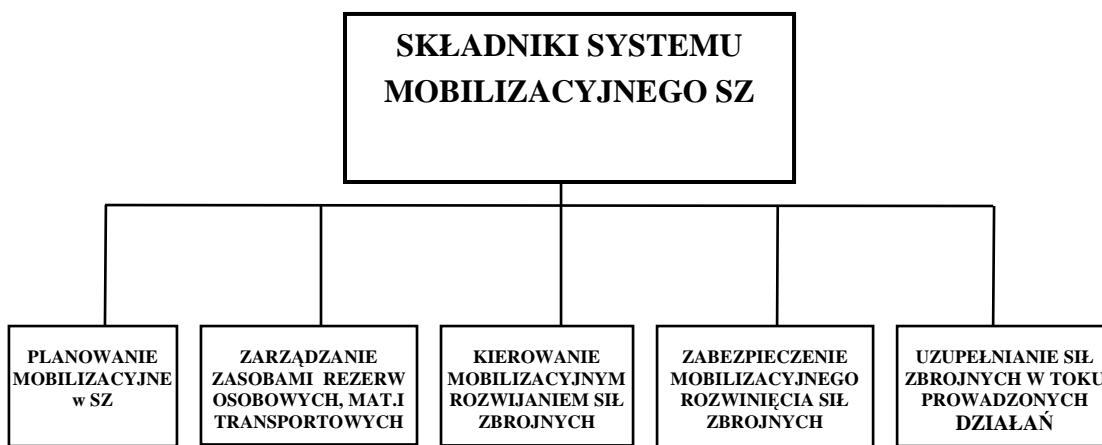 SKŁADNIKI SYSTEMU
MOBILIZACYJNEGO SZ
PLANOWANIE
MOBILIZACYJNE
w SZ
ZARZĄDZANIE
ZASOBAMI REZERW
OSOBOWYCH, MAT.I
TRANSPORTOWYCH
KIEROWANIE
MOBILIZACYJNYM
ROZWIJANIEM SIŁ
ZBROJNYCH
ZABEZPIECZENIE
MOBILIZACYJNEGO
ROZWINIĘCIA SIŁ
ZBROJNYCH
UZUPEŁNIANIE SIŁ
ZBROJNYCH W TOKU
PROWADZONYCH
DZIAŁAŃ